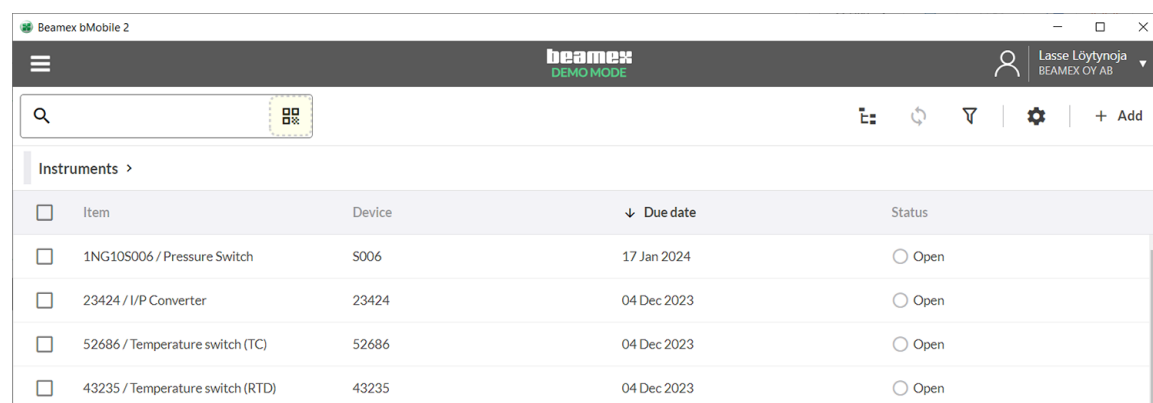 Beamex bMobile 2
beamex
DEMO MODE
Lasse Löytynoja
BEAMEX OY AB
+ Add
Instruments >
Item Device ↓ Due date Status
1NG10S006 / Pressure Switch S006 17 Jan 2024 Open
23424 / I/P Converter 23424 04 Dec 2023 Open
52686 / Temperature switch (TC) 52686 04 Dec 2023 Open
43235 / Temperature switch (RTD) 43235 04 Dec 2023 Open